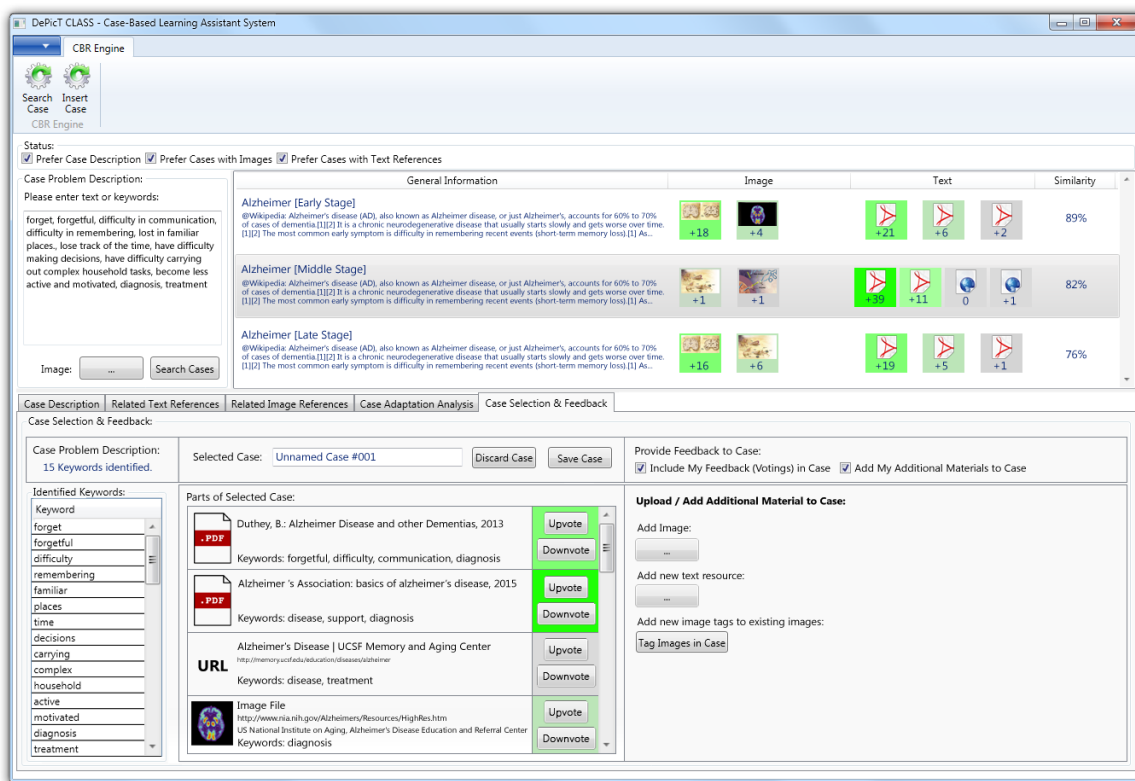 DePicT CLASS - Case-Based Learning Assistant System
CBR Engine
Search Case
Insert Case
CBR Engine
Status:
Prefer Case Description Prefer Cases with Images Prefer Cases with Text References
Case Problem Description:
Please enter text or keywords:
forget, forgetful, difficulty in communication,
difficulty in remembering, lost in familiar
places., lose track of the time, have difficulty
making decisions, have difficulty carrying
out complex household tasks, become less
active and motivated, diagnosis, treatment
Image: ... Search Cases
General Information Image Text Similarity
Alzheimer [Early Stage]
@Wikipedia: Alzheimer's disease (AD), also known as Alzheimer disease, or just Alzheimer's, accounts for 60% to 70%
of cases of dementia.[1][2] It is a chronic neurodegenerative disease that usually starts slowly and gets worse over time.
[1][2] The most common early symptom is difficulty in remembering recent events (short-term memory loss).[1] As...
+18 +4 +21 +6 +2 89%
Alzheimer [Middle Stage]
@Wikipedia: Alzheimer's disease (AD), also known as Alzheimer disease, or just Alzheimer's, accounts for 60% to 70%
of cases of dementia.[1][2] It is a chronic neurodegenerative disease that usually starts slowly and gets worse over time.
[1][2] The most common early symptom is difficulty in remembering recent events (short-term memory loss).[1] As...
+1 +1 +39 +11 0 +1 82%
Alzheimer [Late Stage]
@Wikipedia: Alzheimer's disease (AD), also known as Alzheimer disease, or just Alzheimer's, accounts for 60% to 70%
of cases of dementia.[1][2] It is a chronic neurodegenerative disease that usually starts slowly and gets worse over time.
[1][2] The most common early symptom is difficulty in remembering recent events (short-term memory loss).[1] As...
+16 +6 +19 +5 +1 76%
Case Description Related Text References Related Image References Case Adaptation Analysis Case Selection & Feedback
Case Selection & Feedback:
Case Problem Description:
15 Keywords identified.
Selected Case: Unnamed Case #001 Discard Case Save Case
Provide Feedback to Case:
Include My Feedback (Votings) in Case Add My Additional Materials to Case
Identified Keywords:
Keyword
forget
forgetful
difficulty
remembering
familiar
places
time
decisions
carrying
complex
household
active
motivated
diagnosis
treatment
Parts of Selected Case:
.PDF
Duthey, B.: Alzheimer Disease and other Dementias, 2013
Keywords: forgetful, difficulty, communication, diagnosis
Upvote
Downvote
.PDF
Alzheimer 's Association: basics of alzheimer's disease, 2015
Keywords: disease, support, diagnosis
Upvote
Downvote
URL
Alzheimer's Disease | UCSF Memory and Aging Center
http://memory.ucsf.edu/education/diseases/alzheimer
Keywords: disease, treatment
Upvote
Downvote
Image File
http://www.nia.nih.gov/Alzheimers/Resources/HighRes.htm
US National Institute on Aging, Alzheimer's Disease Education and Referral Center
Keywords: diagnosis
Upvote
Downvote
Upload / Add Additional Material to Case:
Add Image:
...
Add new text resource:
...
Add new image tags to existing images:
Tag Images in Case